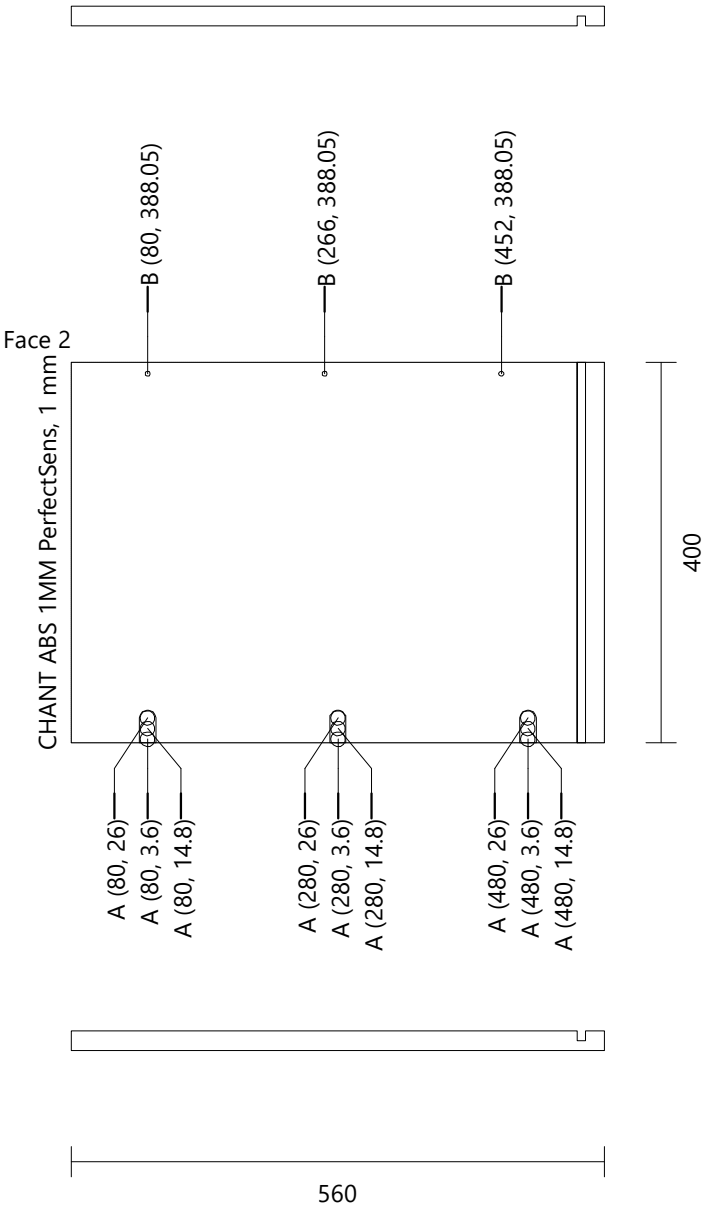 B (80, 388.05)
B (266, 388.05)
B (452, 388.05)
Face 2
CHANT ABS 1MM PerfectSens, 1 mm
400
A (80, 26)
A (80, 3.6)
A (80, 14.8)
A (280, 26)
A (280, 3.6)
A (280, 14.8)
A (480, 26)
A (480, 3.6)
A (480, 14.8)
560